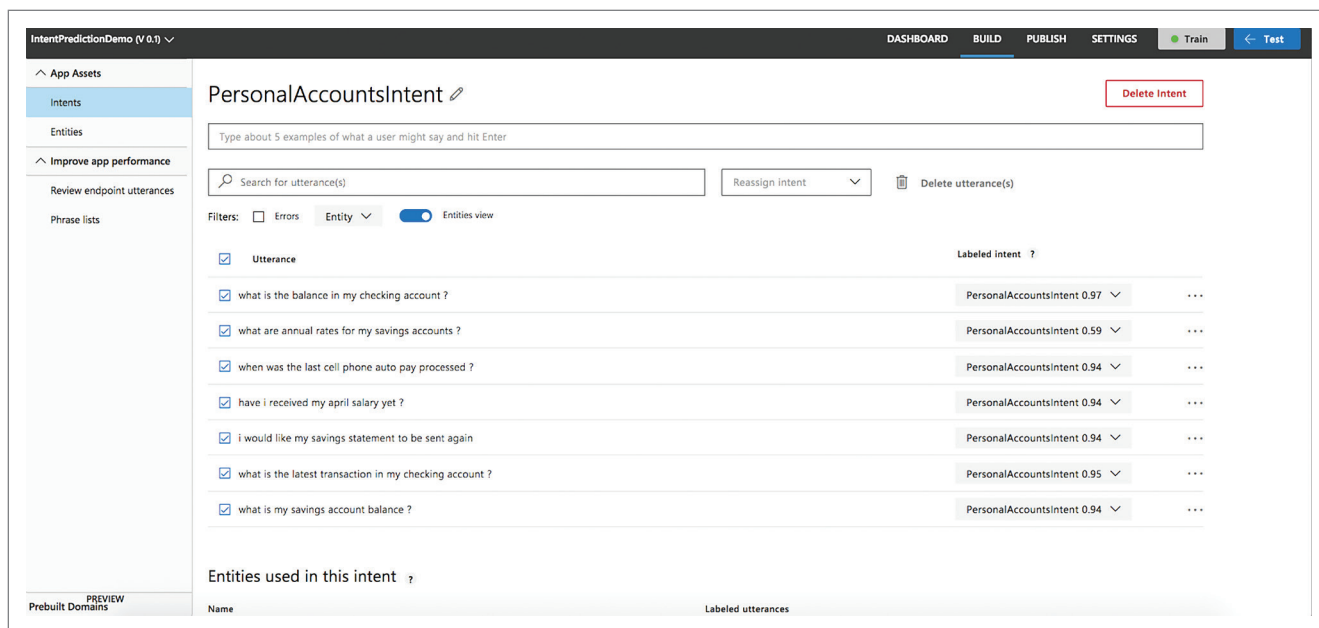 IntentPredictionDemo (V 0.1)
DASHBOARD BUILD PUBLISH SETTINGS Train Test
App Assets
Intents
Entities
Improve app performance
Review endpoint utterances
Phrase lists
PREVIEW
Prebuilt Domains
PersonalAccountsIntent
Delete Intent
Type about 5 examples of what a user might say and hit Enter
Search for utterance(s) Reassign intent Delete utterance(s)
Filters: Errors Entity Entities view
Utterance Labeled intent ?
what is the balance in my checking account ? PersonalAccountsIntent 0.97 ...
what are annual rates for my savings accounts ? PersonalAccountsIntent 0.59 ...
when was the last cell phone auto pay processed ? PersonalAccountsIntent 0.94 ...
have i received my april salary yet ? PersonalAccountsIntent 0.94 ...
i would like my savings statement to be sent again PersonalAccountsIntent 0.94 ...
what is the latest transaction in my checking account ? PersonalAccountsIntent 0.95 ...
what is my savings account balance ? PersonalAccountsIntent 0.94 ...
Entities used in this intent ?
Name Labeled utterances